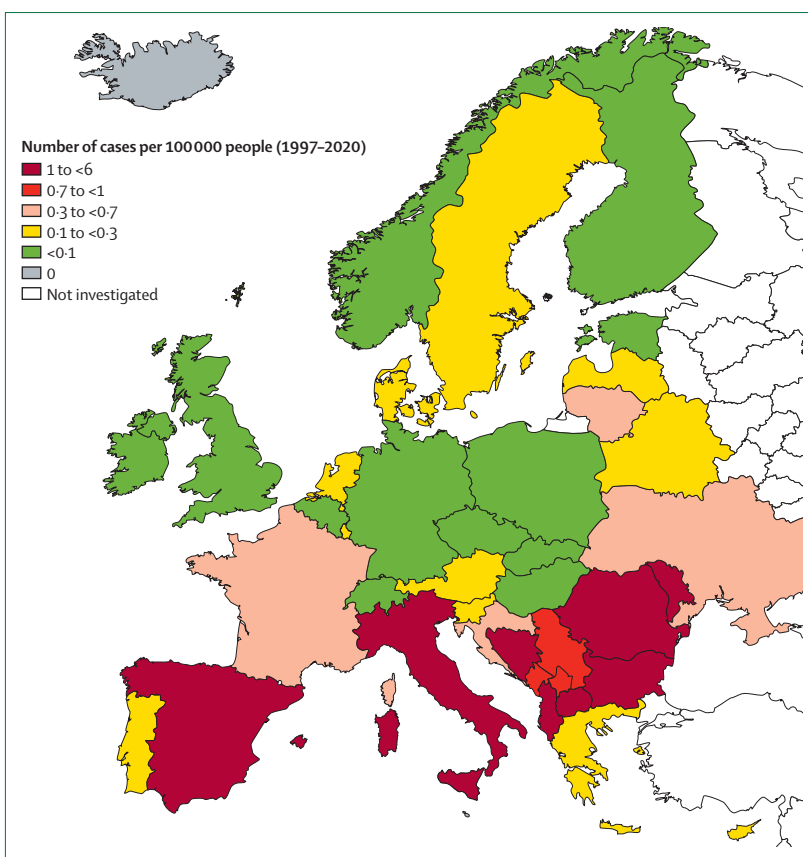 Number of cases per 100 000 people (1997–2020)
1 to <6
0·7 to <1
0·3 to <0·7
0·1 to <0·3
<0·1
0
Not investigated